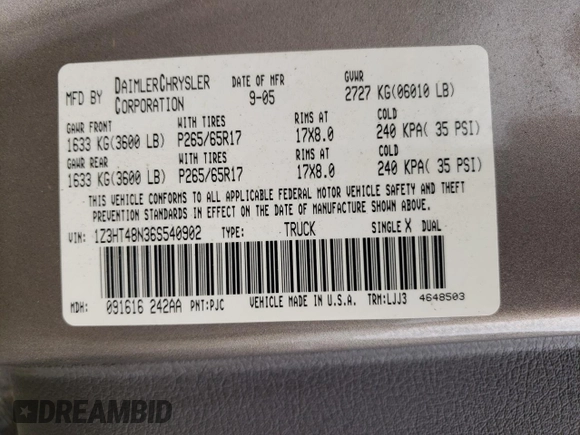 MFD BY DAIMLERCHRYSLER CORPORATION DATE OF MFR 9-05 GVWR 2727 KG(06010 LB)
GAWR FRONT WITH TIRES RIMS AT COLD
1633 KG(3600 LB) P265/65R17 17X8.0 240 KPA( 35 PSI)
GAWR REAR WITH TIRES RIMS AT COLD
1633 KG(3600 LB) P265/65R17 17X8.0 240 KPA( 35 PSI)
THIS VEHICLE CONFORMS TO ALL APPLICABLE FEDERAL MOTOR VEHICLE SAFETY AND THEFT
PREVENTION STANDARDS IN EFFECT ON THE DATE OF MANUFACTURE SHOWN ABOVE.
VIN: 1Z3HT48N36S540902 TYPE: TRUCK SINGLE X DUAL
MDH: 091616 242AA PNT:PJC VEHICLE MADE IN U.S.A. TRM:LJJ3 4648503
DREAMBID